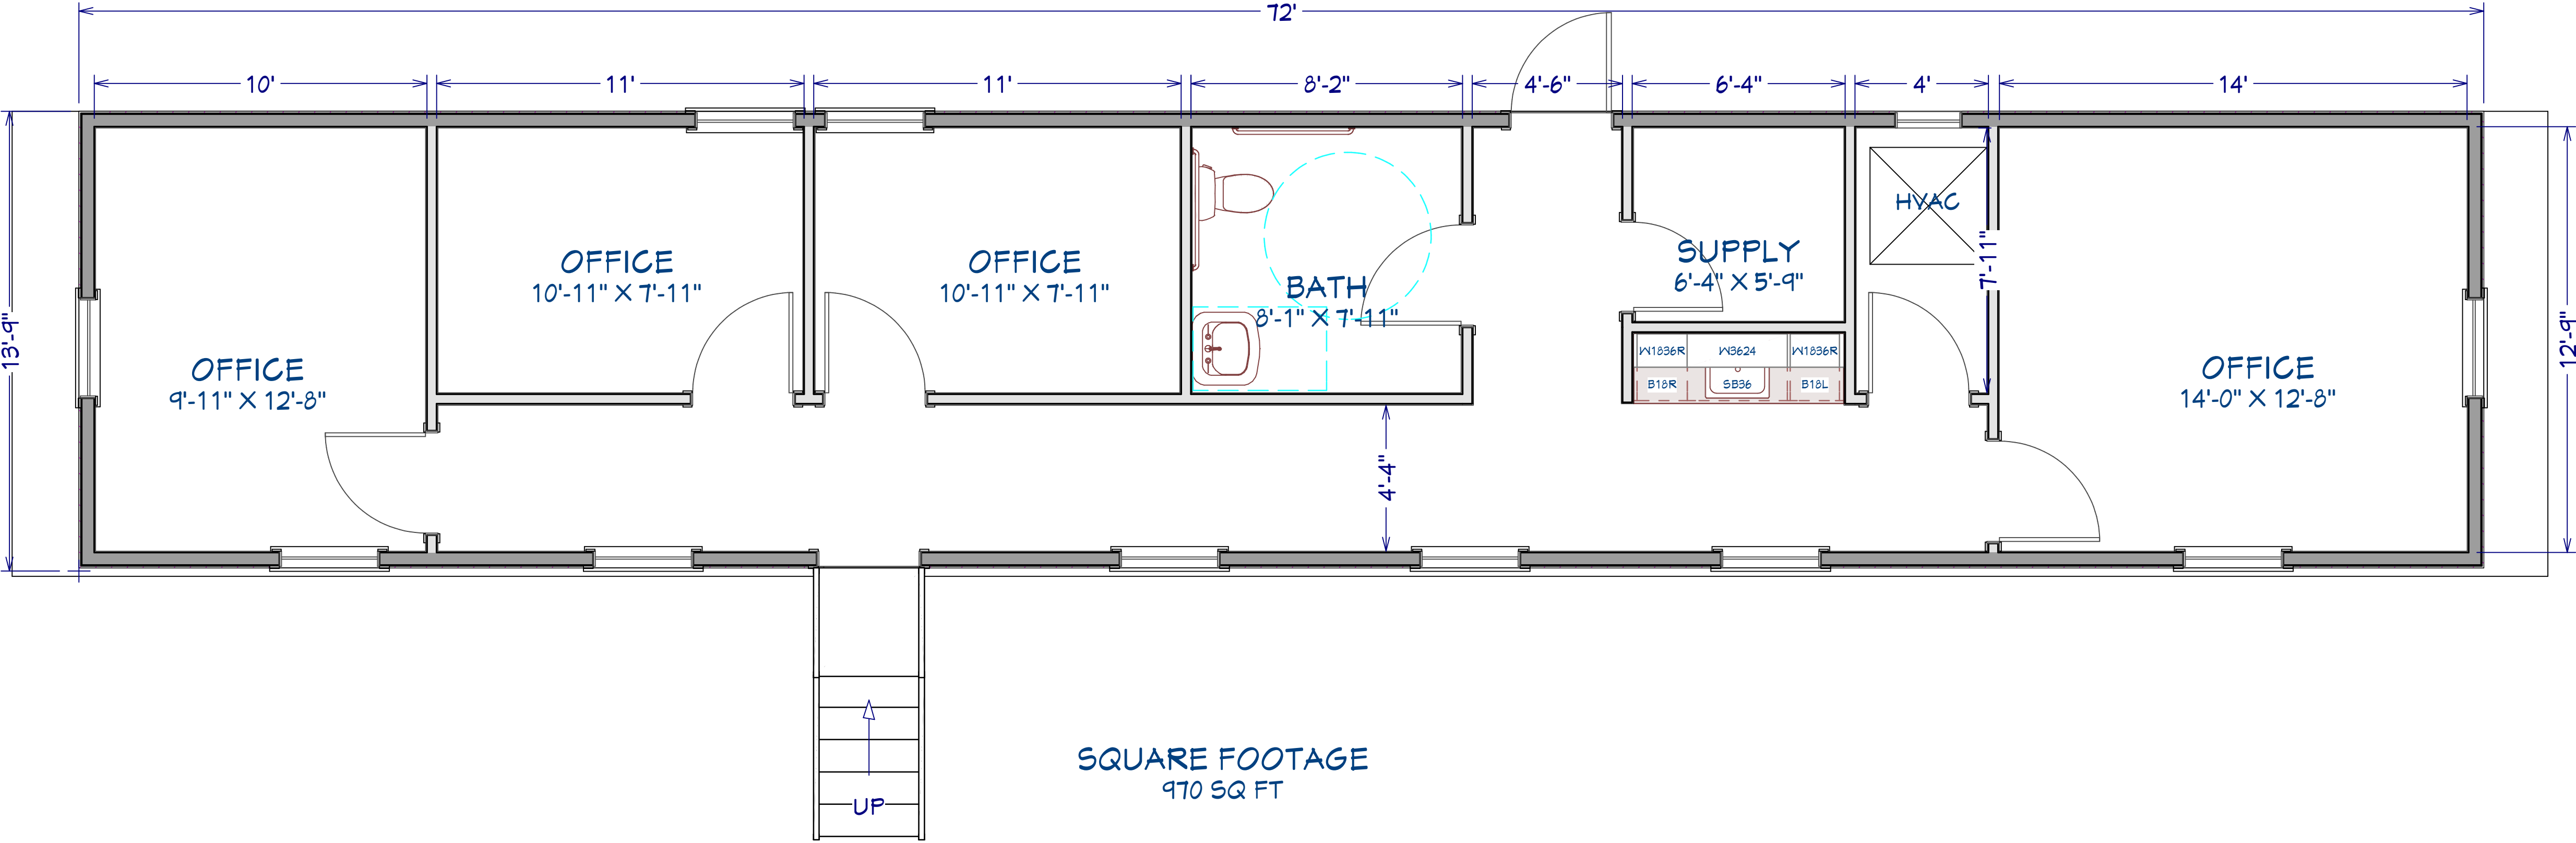 72'
10'
11'
11'
8'-2"
4'-6"
6'-4"
4'
14'
13'-9"
12'-9"
HVAC
7'-11"
OFFICE
10'-11" X 7'-11"
OFFICE
10'-11" X 7'-11"
BATH
8'-1" X 7'-11"
SUPPLY
6'-4" X 5'-9"
W1836R
W3624
W1836R
B18R
SB36
B18L
OFFICE
9'-11" X 12'-8"
OFFICE
14'-0" X 12'-8"
4'-4"
SQUARE FOOTAGE
970 SQ FT
UP